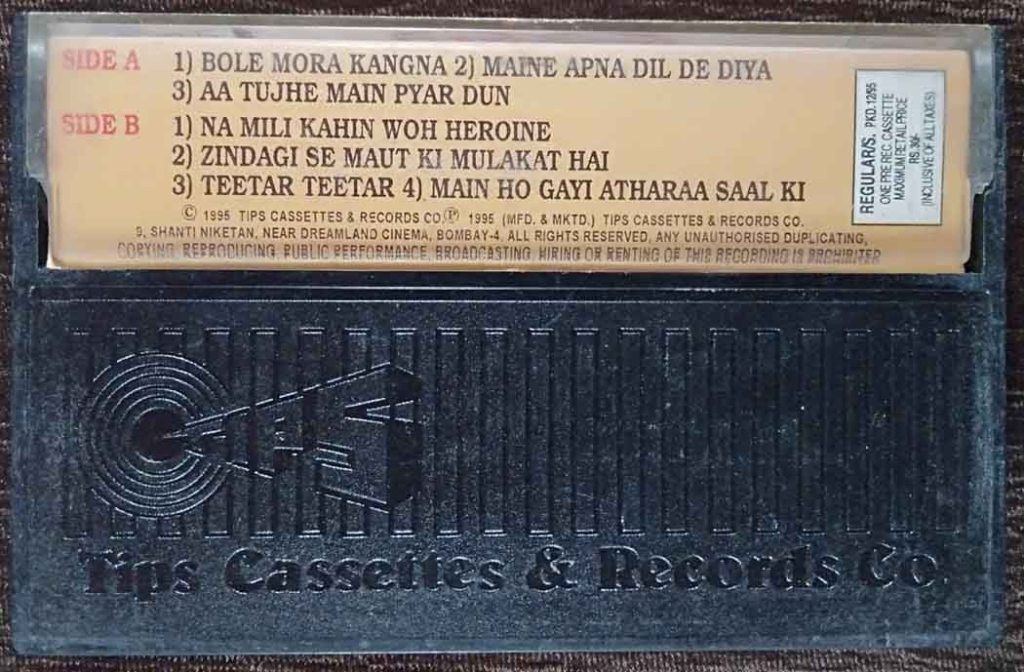 SIDE A 1) BOLE MORA KANGNA 2) MAINE APNA DIL DE DIYA
3) AA TUJHE MAIN PYAR DUN
SIDE B 1) NA MILI KAHIN WOH HEROINE
2) ZINDAGI SE MAUT KI MULAKAT HAI
3) TEETAR TEETAR 4) MAIN HO GAYI ATHARAA SAAL KI
© 1995 TIPS CASSETTES & RECORDS CO.℗ 1995 (MFD. & MKTD.) TIPS CASSETTES & RECORDS CO.
9, SHANTI NIKETAN, NEAR DREAMLAND CINEMA, BOMBAY-4. ALL RIGHTS RESERVED, ANY UNAUTHORISED DUPLICATING,
COPYING, REPRODUCING, PUBLIC PERFORMANCE, BROADCASTING, HIRING OR RENTING OF THIS RECORDING IS PROHIBITED
REGULAR/S. PKD.12/95
ONE PRE REC. CASSETTE
MAXIMUM RETAIL PRICE
RS. 30/-
(INCLUSIVE OF ALL TAXES)
Tips Cassettes & Records Co.